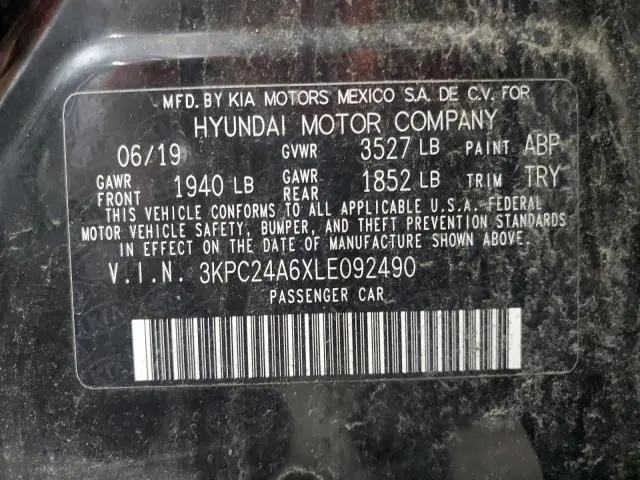 MFD. BY KIA MOTORS MEXICO S.A. DE C.V. FOR
HYUNDAI MOTOR COMPANY
06/19 GVWR 3527 LB PAINT ABP
GAWR FRONT 1940 LB GAWR REAR 1852 LB TRIM TRY
THIS VEHICLE CONFORMS TO ALL APPLICABLE U.S.A. FEDERAL
MOTOR VEHICLE SAFETY, BUMPER, AND THEFT PREVENTION STANDARDS
IN EFFECT ON THE DATE OF MANUFACTURE SHOWN ABOVE.
V.I.N. 3KPC24A6XLE092490
PASSENGER CAR